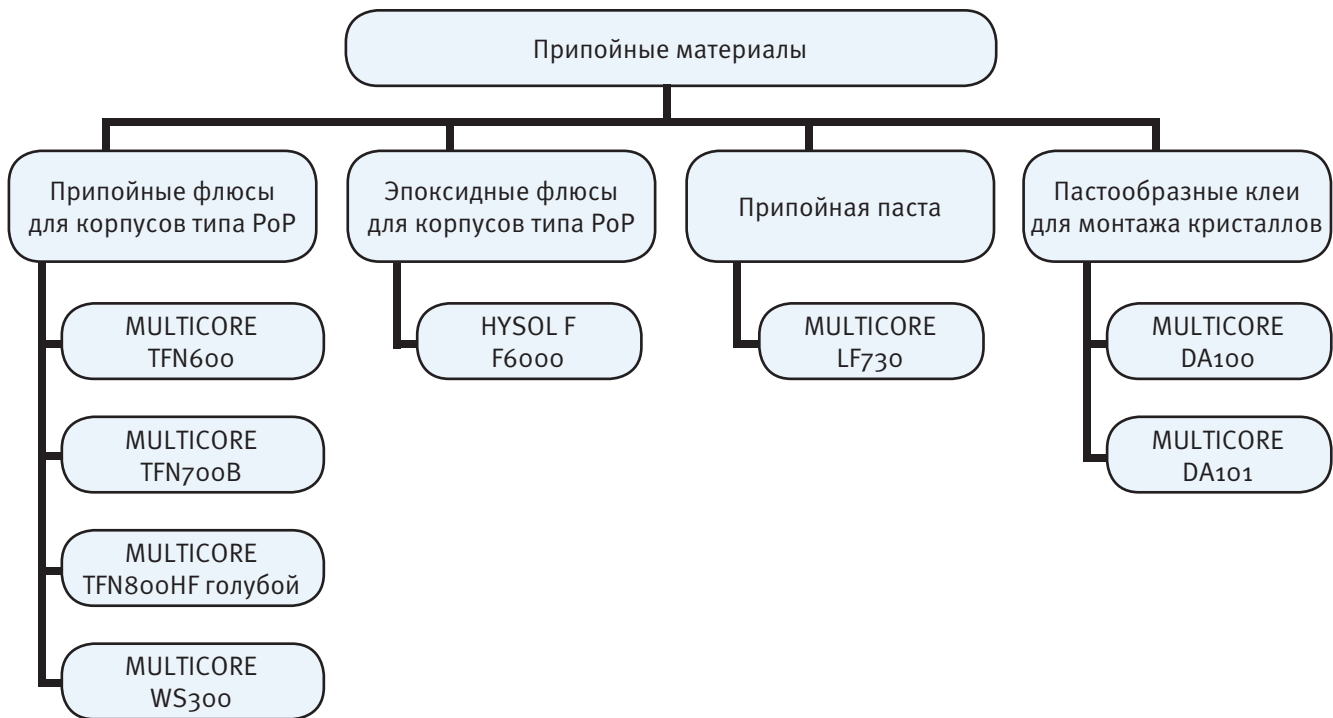 Припойные материалы
Припойные флюсы
для корпусов типа PoP
Эпоксидные флюсы
для корпусов типа PoP
Припойная паста
Пастообразные клеи
для монтажа кристаллов
MULTICORE
TFN600
MULTICORE
TFN700B
MULTICORE
TFN800HF голубой
MULTICORE
WS300
HYSOL F
F6000
MULTICORE
LF730
MULTICORE
DA100
MULTICORE
DA101